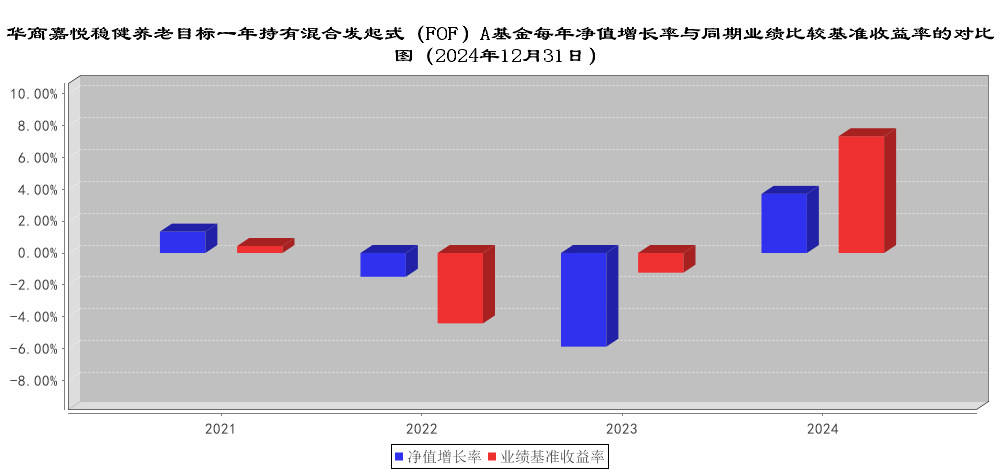 华商嘉悦稳健养老目标一年持有混合发起式（FOF）A基金每年净值增长率与同期业绩比较基准收益率的对比
图（2024年12月31日）
10.00%
8.00%
6.00%
4.00%
2.00%
0.00%
-2.00%
-4.00%
-6.00%
-8.00%
2021 2022 2023 2024
净值增长率 业绩基准收益率